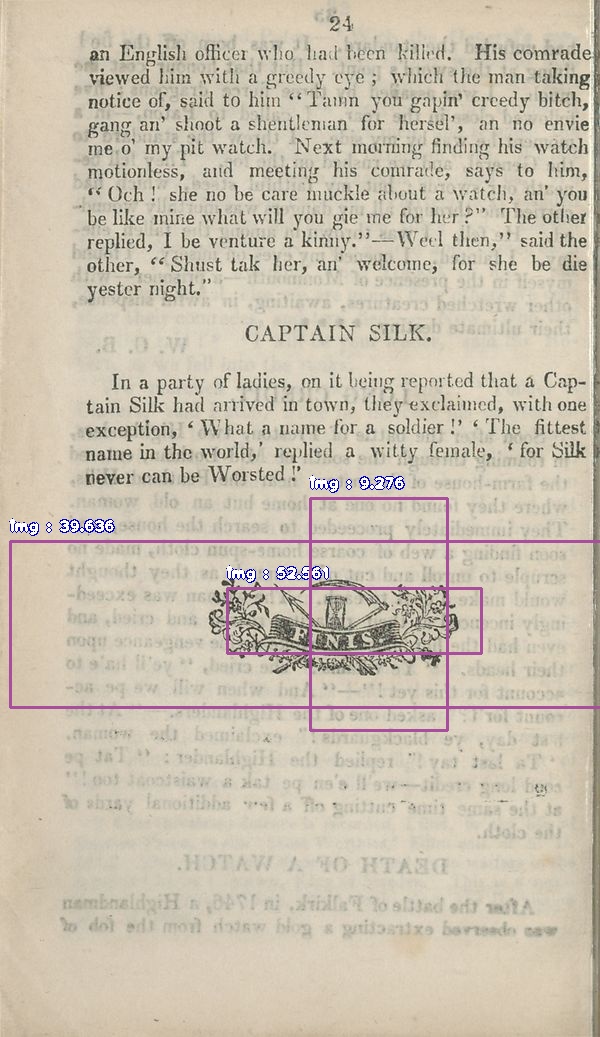 24
an English officer who had been killed. His comrade
viewed him with a greedy eye ; which the man taking
notice of, said to him “Tamn you gapin’ creedy bitch,
gang an’ shoot a shentleman for hersel’, an no envie
me o’ my pit watch. Next morning finding his watch
motionless, and meeting his comrade, says to him,
“ Och ! she no be care muckle about a watch, an’ you
be like mine what will you gie me for her ?” The other
replied, I be venture a kinny.”—Weel then,” said the
other, “ Shust tak her, an’ welcome, for she be die
yester night.”
CAPTAIN SILK.
In a party of ladies, on it being reported that a Cap-
tain Silk had arrived in town, they exclaimed, with one
exception, ‘ What a name for a soldier !’ ‘ The fittest
name in the world,’ replied a witty female, ‘ for Silk
never can be Worsted !’
img : 9.276
img : 39.636
img : 52.561
FINIS